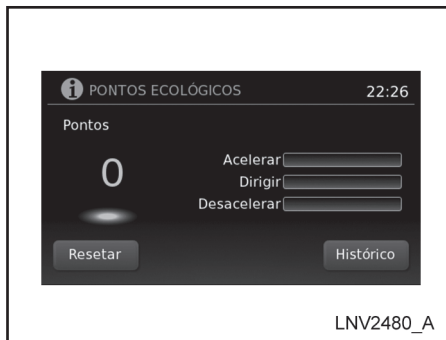 PONTOS ECOLÓGICOS 22:26
Pontos
0
Acelerar
Dirigir
Desacelerar
Resetar Histórico
LNV2480_A